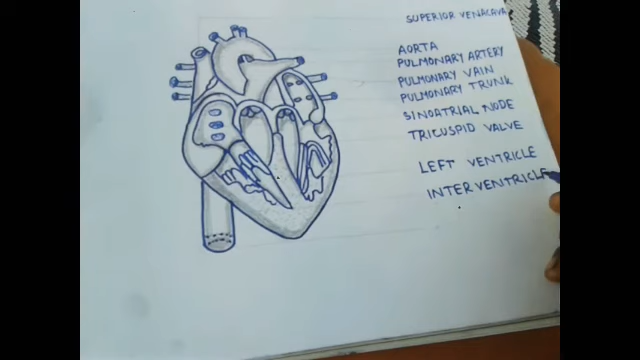 SUPERIOR VENACAVA
AORTA
PULMONARY ARTERY
PULMONARY VAIN
PULMONARY TRUNK
SINOATRIAL NODE
TRICUSPID VALVE
LEFT VENTRICLE
INTERVENTRICLE